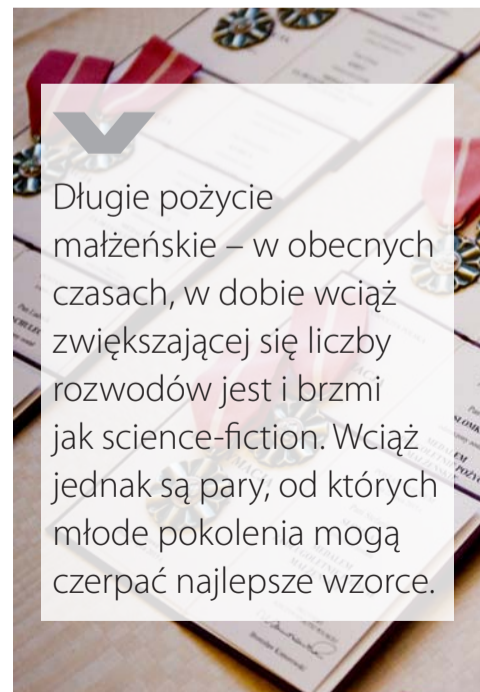 Długie pożycie
małżeńskie – w obecnych
czasach, w dobie wciąż
zwiększającej się liczby
rozwodów jest i brzmi
jak science-fiction. Wciąż
jednak są pary, od których
młode pokolenia mogą
czerpać najlepsze wzorce.